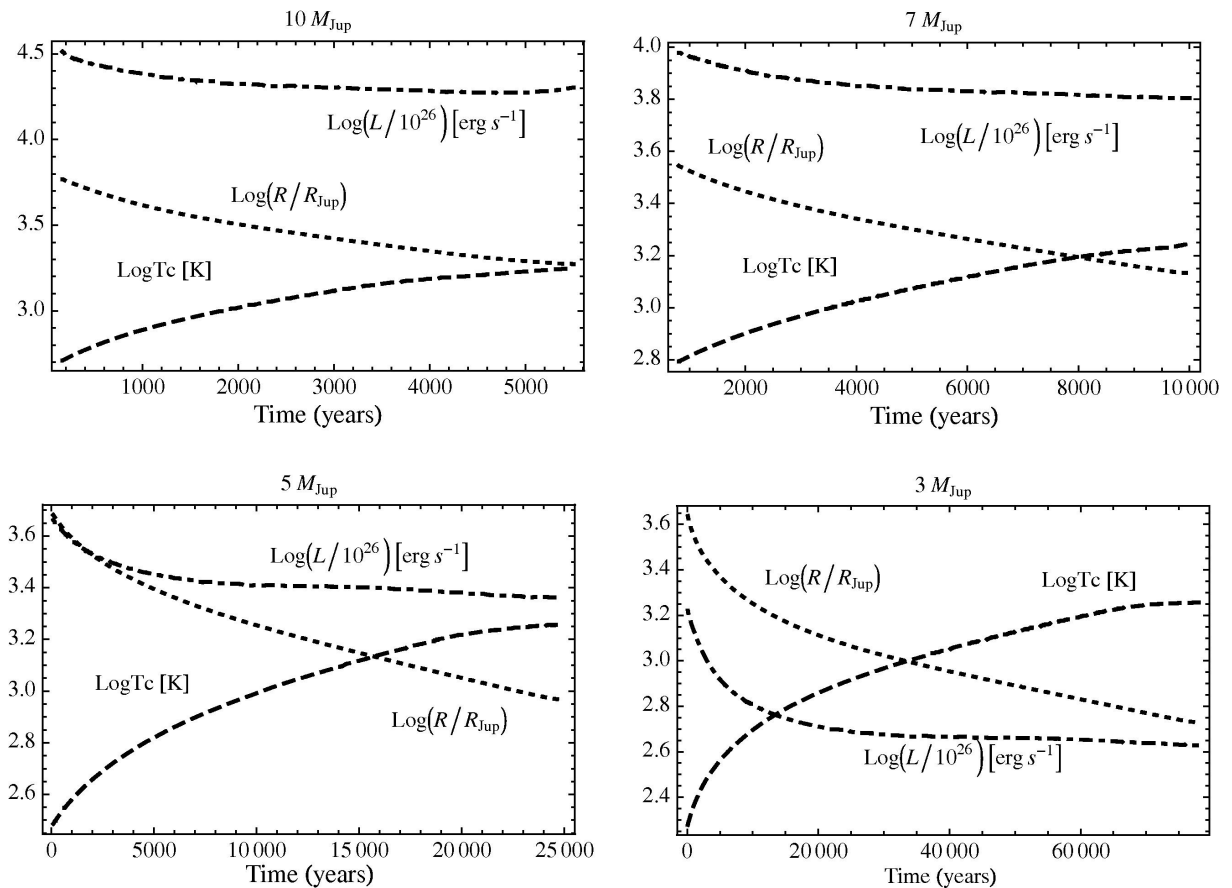 10 M_Jup
4.5
4.0
3.5
3.0
Log(L/10^26) [erg s^−1]
Log(R/R_Jup)
LogTc [K]
1000 2000 3000 4000 5000
Time (years)
7 M_Jup
4.0
3.8
3.6
3.4
3.2
3.0
2.8
Log(L/10^26) [erg s^−1]
Log(R/R_Jup)
LogTc [K]
2000 4000 6000 8000 10 000
Time (years)
5 M_Jup
3.6
3.4
3.2
3.0
2.8
2.6
Log(L/10^26) [erg s^−1]
LogTc [K]
Log(R/R_Jup)
0 5000 10 000 15 000 20 000 25 000
Time (years)
3 M_Jup
3.6
3.4
3.2
3.0
2.8
2.6
2.4
Log(R/R_Jup)
LogTc [K]
Log(L/10^26) [erg s^−1]
0 20 000 40 000 60 000
Time (years)